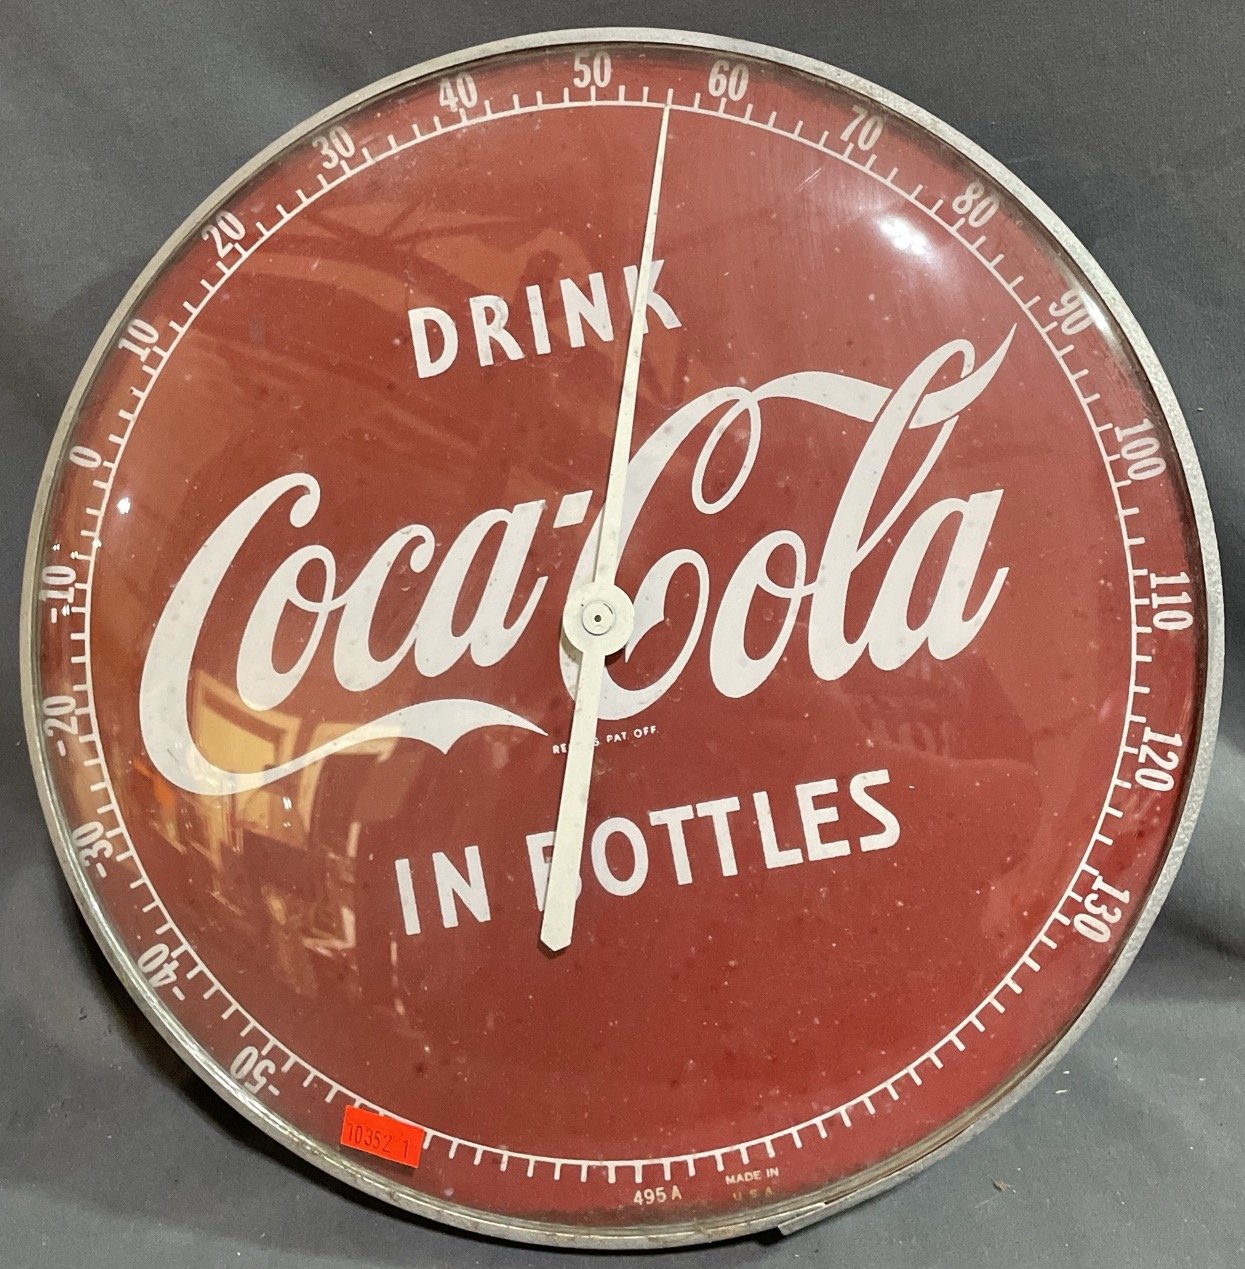 50 60
40 70
30 80
20 90
10 100
0 110
-10 120
-20 130
-30
-40
-50
DRINK
Coca-Cola
REG. U.S. PAT. OFF.
IN BOTTLES
10352 1
495A
MADE IN
U S A